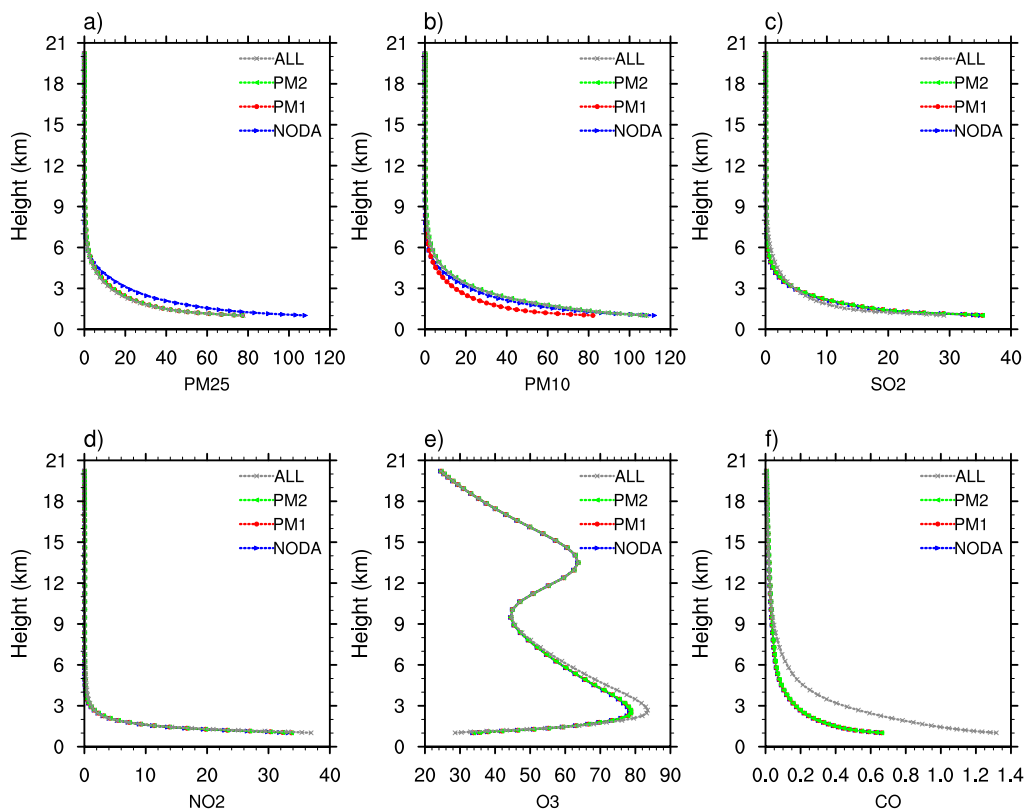 a)
21
18
15
12
9
6
3
0
Height (km)
ALL
PM2
PM1
NODA
0 20 40 60 80 100 120
PM25
b)
21
18
15
12
9
6
3
0
Height (km)
ALL
PM2
PM1
NODA
0 20 40 60 80 100 120
PM10
c)
21
18
15
12
9
6
3
0
Height (km)
ALL
PM2
PM1
NODA
0 10 20 30 40
SO2
d)
21
18
15
12
9
6
3
0
Height (km)
ALL
PM2
PM1
NODA
0 10 20 30 40
NO2
e)
21
18
15
12
9
6
3
0
Height (km)
ALL
PM2
PM1
NODA
20 30 40 50 60 70 80 90
O3
f)
21
18
15
12
9
6
3
0
Height (km)
ALL
PM2
PM1
NODA
0.0 0.2 0.4 0.6 0.8 1.0 1.2 1.4
CO